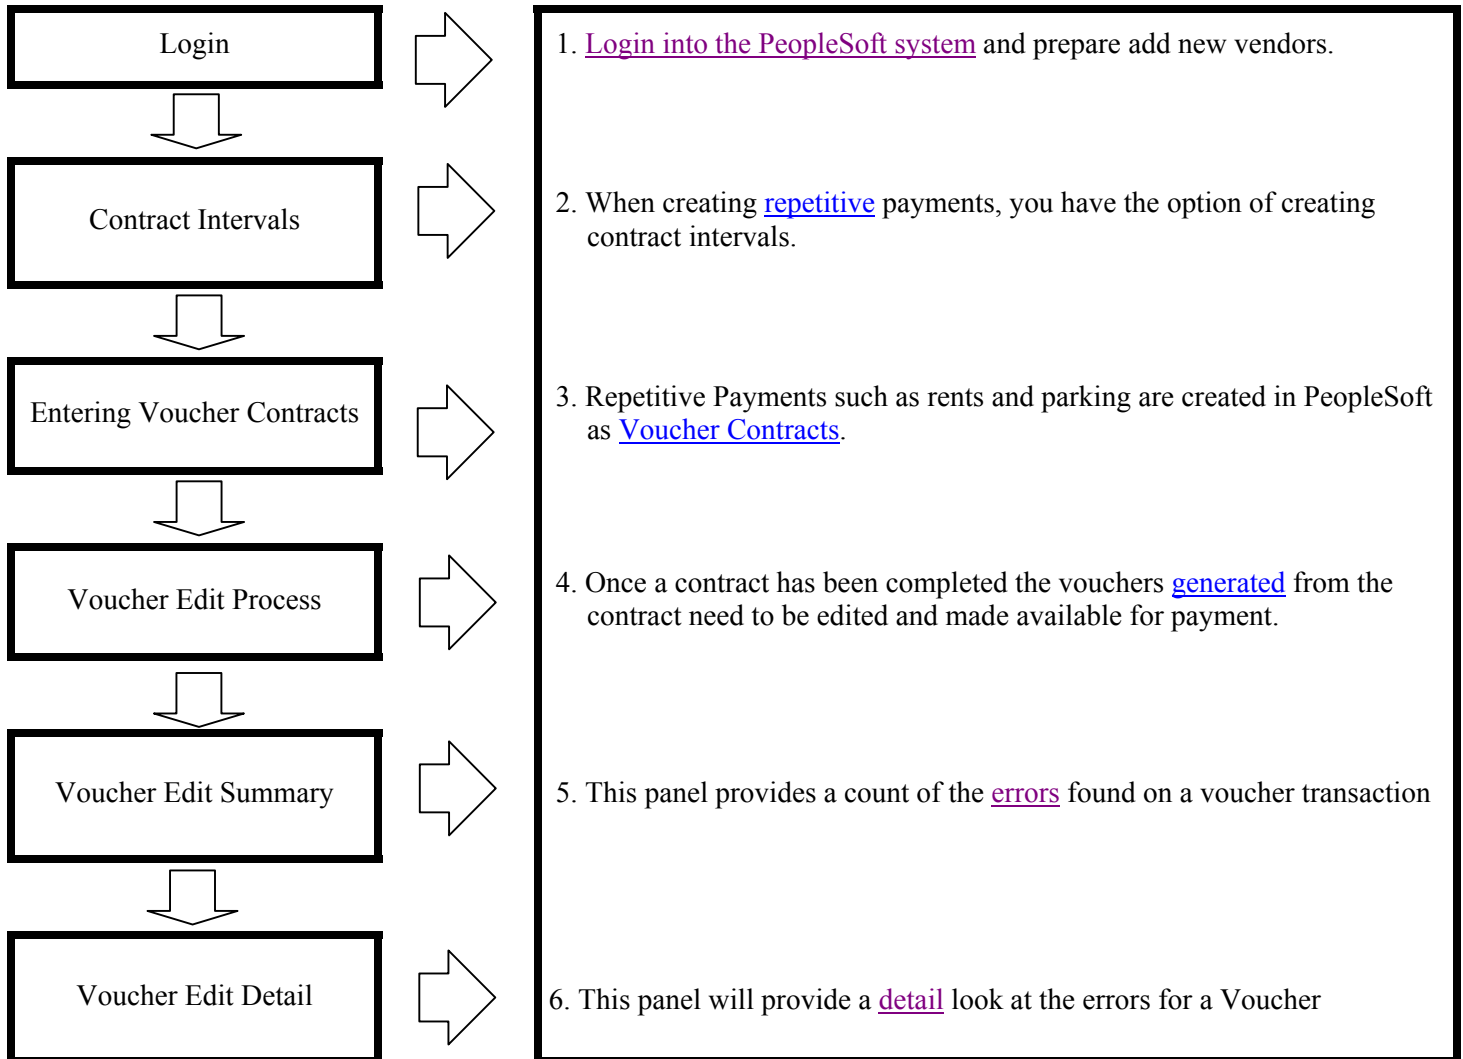 Login
1. Login into the PeopleSoft system and prepare add new vendors.
Contract Intervals
2. When creating repetitive payments, you have the option of creating
contract intervals.
Entering Voucher Contracts
3. Repetitive Payments such as rents and parking are created in PeopleSoft
as Voucher Contracts.
Voucher Edit Process
4. Once a contract has been completed the vouchers generated from the
contract need to be edited and made available for payment.
Voucher Edit Summary
5. This panel provides a count of the errors found on a voucher transaction
Voucher Edit Detail
6. This panel will provide a detail look at the errors for a Voucher